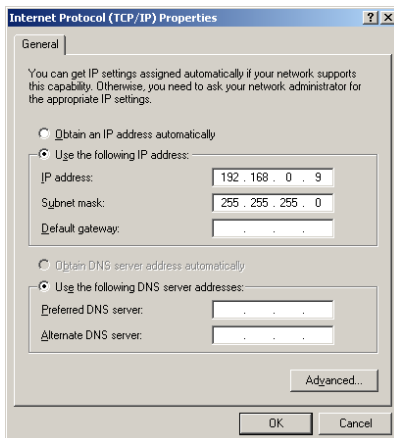 Internet Protocol (TCP/IP) Properties
General
You can get IP settings assigned automatically if your network supports
this capability. Otherwise, you need to ask your network administrator for
the appropriate IP settings.
Obtain an IP address automatically
Use the following IP address:
IP address: 192 . 168 . 0 . 9
Subnet mask: 255 . 255 . 255 . 0
Default gateway: . . .
Obtain DNS server address automatically
Use the following DNS server addresses:
Preferred DNS server: . . .
Alternate DNS server: . . .
Advanced...
OK Cancel